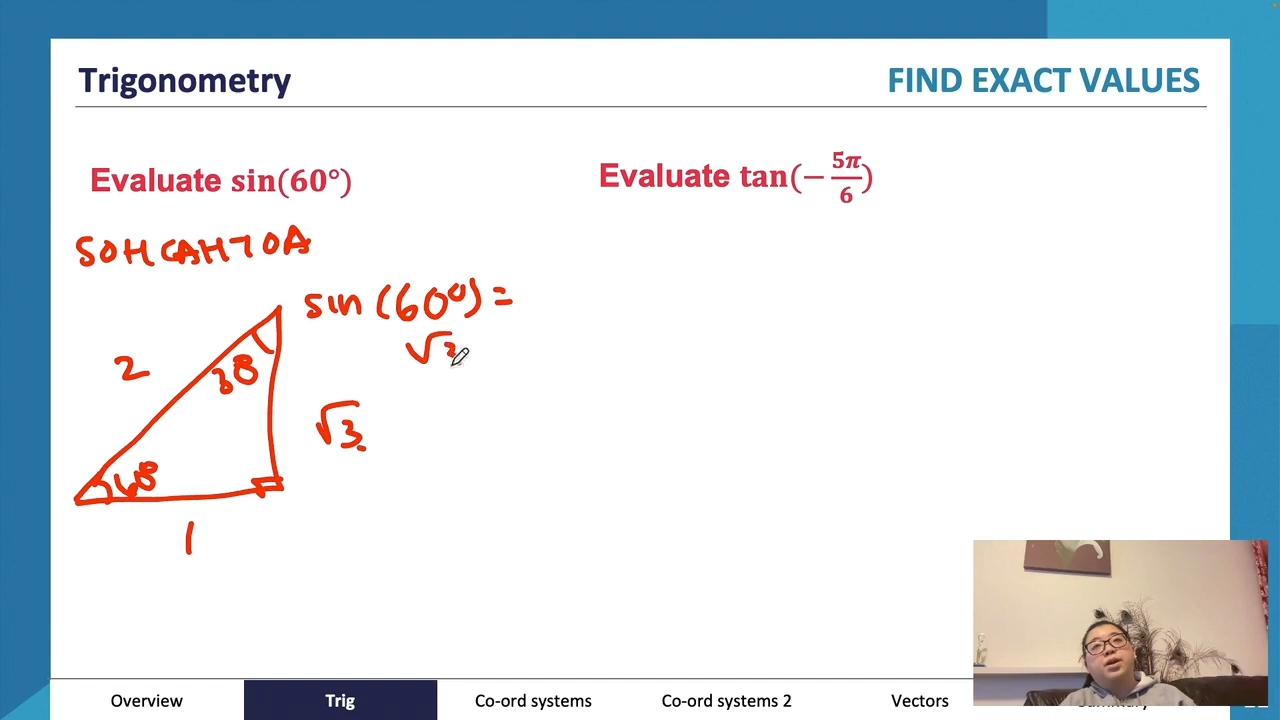 Trigonometry
FIND EXACT VALUES
Evaluate sin(60°)
SOHCAHTOA
sin (60°) =
√3
2
30°
√3
60°
1
Evaluate tan(−5π/6)
Overview
Trig
Co-ord systems
Co-ord systems 2
Vectors